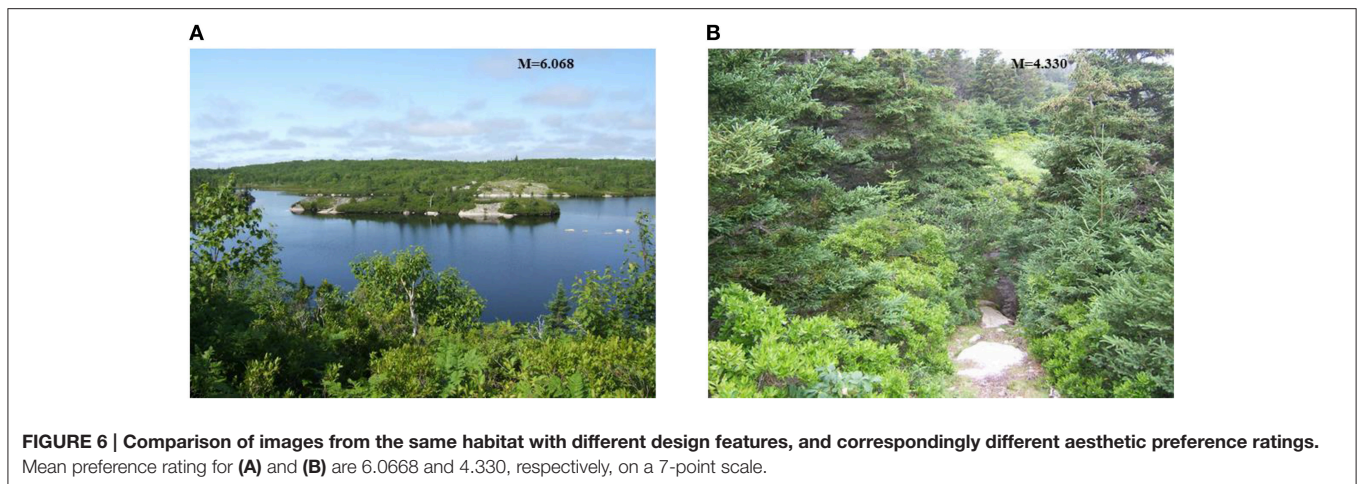 A
B
M=6.068
M=4.330
FIGURE 6 | Comparison of images from the same habitat with different design features, and correspondingly different aesthetic preference ratings.
Mean preference rating for (A) and (B) are 6.0668 and 4.330, respectively, on a 7-point scale.